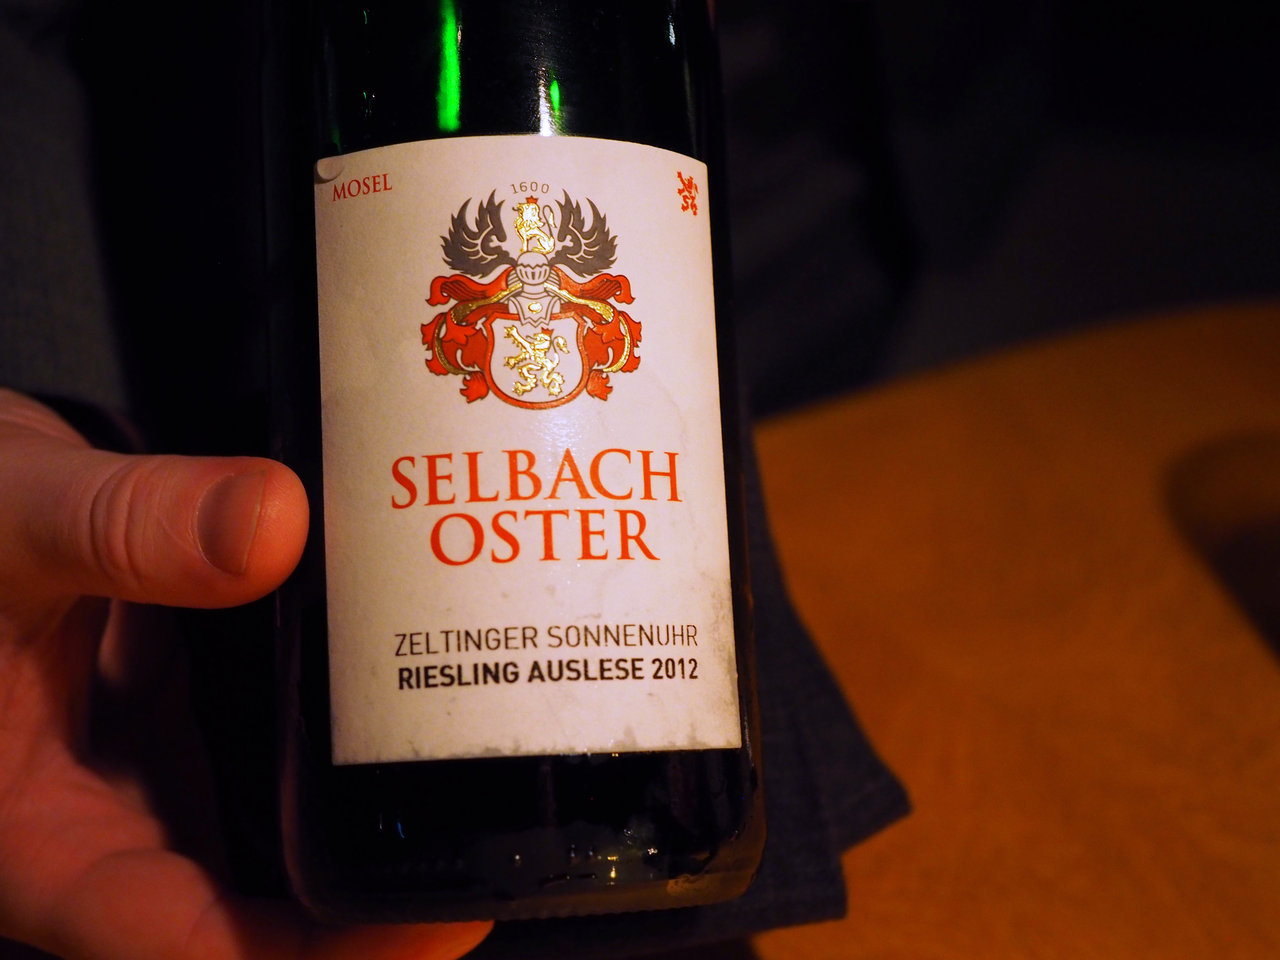 MOSEL
1600
SELBACH
OSTER
ZELTINGER SONNENUHR
RIESLING AUSLESE 2012